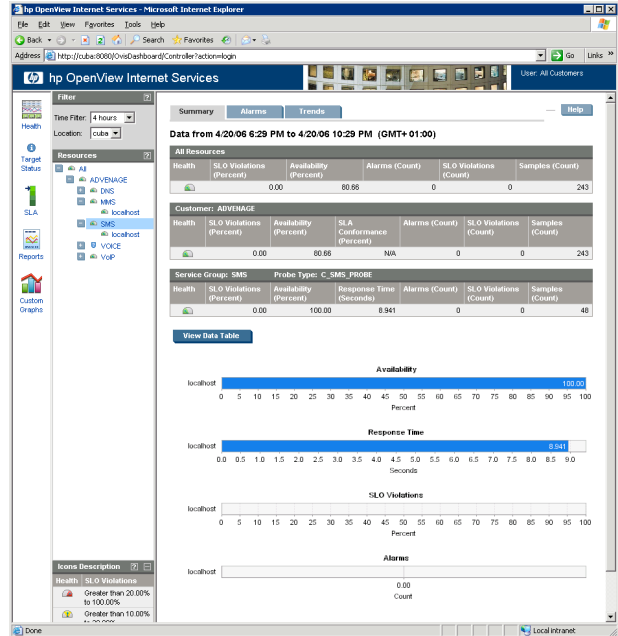 hp OpenView Internet Services - Microsoft Internet Explorer
File Edit View Favorites Tools Help
Back Search Favorites
Address http://cuba:8080/OvisDashboard/Controller?action=login Go Links »
hp OpenView Internet Services
User: All Customers
Health
Target Status
SLA
Reports
Custom Graphs
Filter ?
Time Filter: 4 hours
Location: cuba
Resources ?
All
ADVENAGE
DNS
MMS
localhost
SMS
localhost
VOICE
VoIP
Icons Description ?
Health SLO Violations
Greater than 20.00% to 100.00%
Greater than 10.00%
Summary Alarms Trends Help
Data from 4/20/06 6:29 PM to 4/20/06 10:29 PM (GMT+ 01:00)
All Resources
Health SLO Violations (Percent) Availability (Percent) Alarms (Count) SLO Violations (Count) Samples (Count)
0.00 80.66 0 0 243
Customer: ADVENAGE
Health SLO Violations (Percent) Availability (Percent) SLA Conformance (Percent) Alarms (Count) SLO Violations (Count) Samples (Count)
0.00 80.66 N/A 0 0 243
Service Group: SMS Probe Type: C_SMS_PROBE
Health SLO Violations (Percent) Availability (Percent) Response Time (Seconds) Alarms (Count) SLO Violations (Count) Samples (Count)
0.00 100.00 8.941 0 0 48
View Data Table
Availability
localhost 100.00
0 5 10 15 20 25 30 35 40 45 50 55 60 65 70 75 80 85 90 95 100
Percent
Response Time
localhost 8.941
0.0 0.5 1.0 1.5 2.0 2.5 3.0 3.5 4.0 4.5 5.0 5.5 6.0 6.5 7.0 7.5 8.0 8.5 9.0
Seconds
SLO Violations
localhost
0 5 10 15 20 25 30 35 40 45 50 55 60 65 70 75 80 85 90 95 100
Percent
Alarms
localhost
0.00
Count
Done
Local intranet